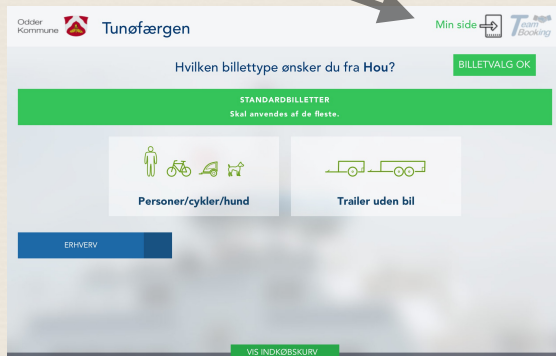 Odder
Kommune
Tunøfærgen
Min side
Team
Booking
Hvilken billettype ønsker du fra Hou?
BILLETVALG OK
STANDARDBILLETTER
Skal anvendes af de fleste.
Personer/cykler/hund
Trailer uden bil
ERHVERV
VIS INDKØBSKURV